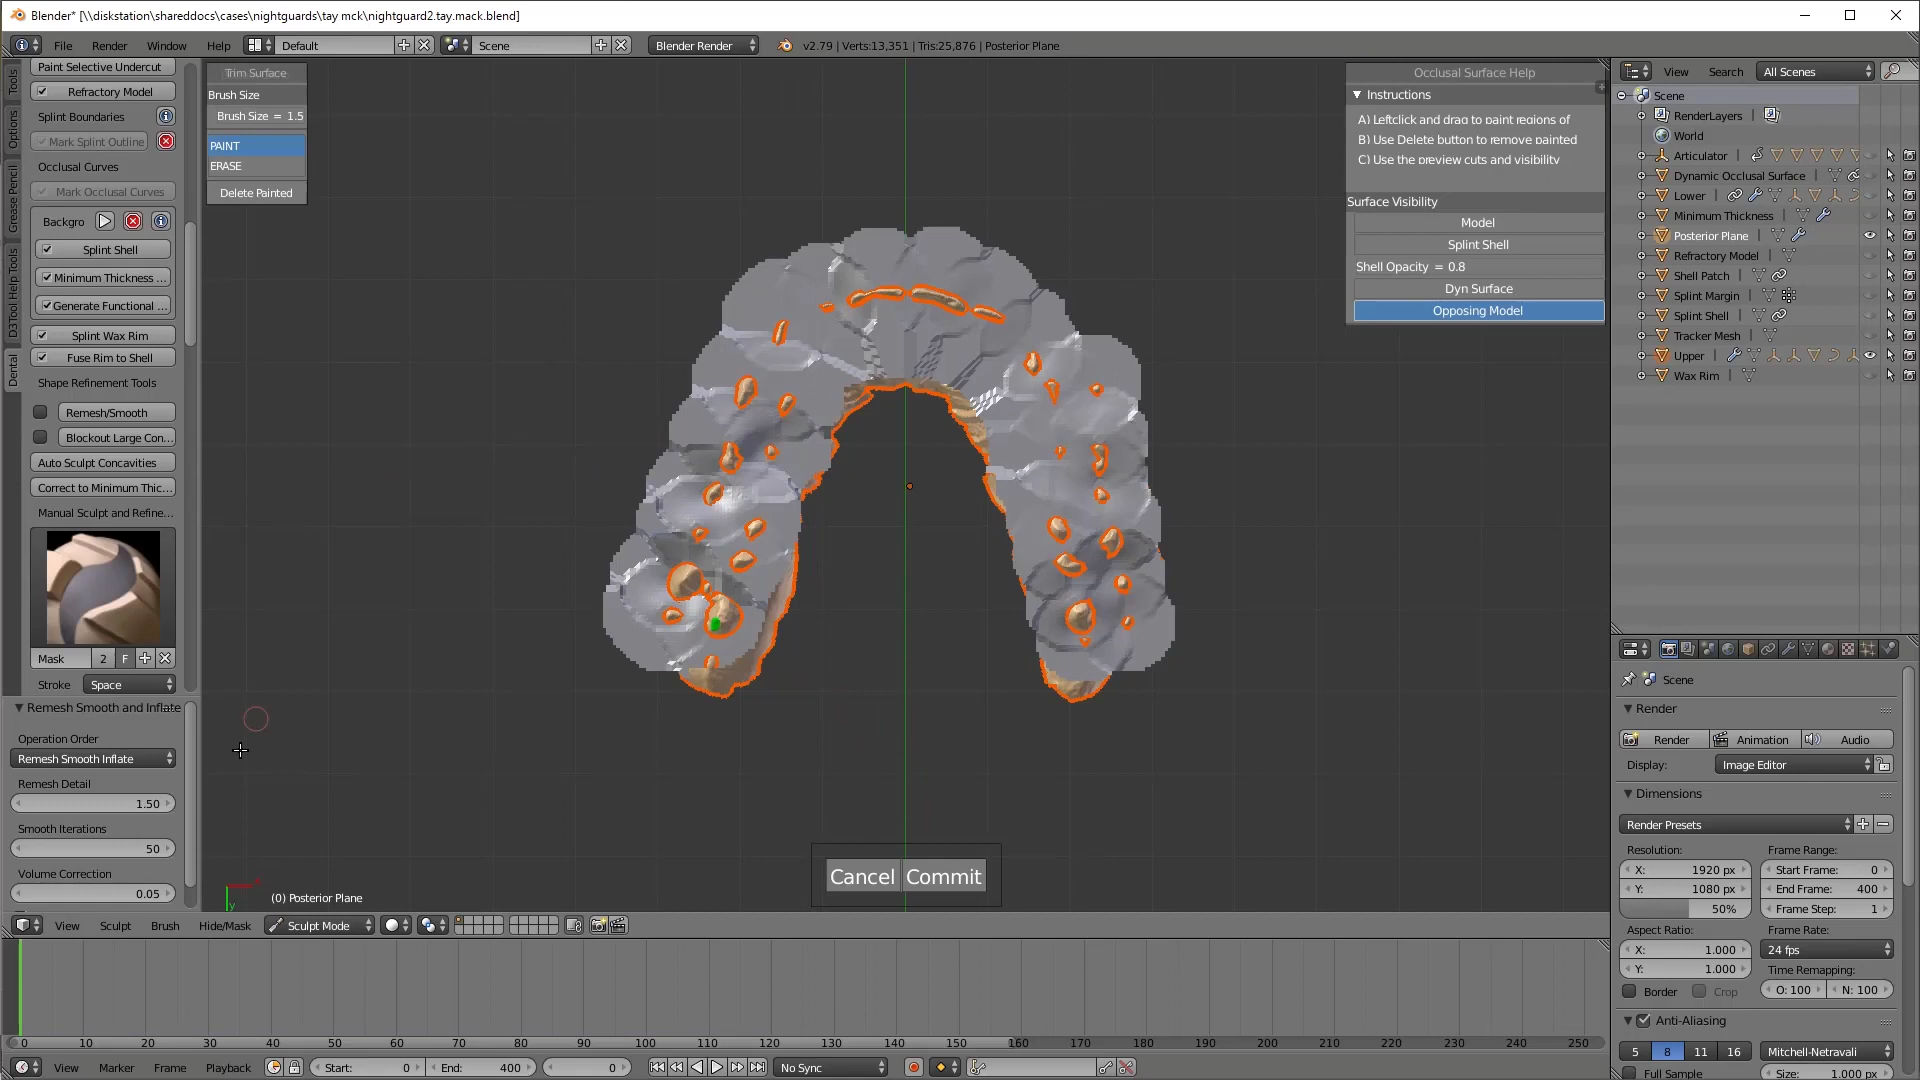 Blender* [\\diskstation\shareddocs\cases\nightguards\tay mck\nightguard2.tay.mack.blend]
File Render Window Help Default Scene Blender Render v2.79 | Verts:13,351 | Tris:25,876 | Posterior Plane
Tools
Options
Grease Pencil
D3Tool Help Tools
Dental
Paint Selective Undercut
Refractory Model
Splint Boundaries
Mark Splint Outline
Occlusal Curves
Mark Occlusal Curves
Backgro
Splint Shell
Minimum Thickness ...
Generate Functional ...
Splint Wax Rim
Fuse Rim to Shell
Shape Refinement Tools
Remesh/Smooth
Blockout Large Con...
Auto Sculpt Concavities
Correct to Minimum Thic...
Manual Sculpt and Refine...
Mask 2 F
Stroke Space
Remesh Smooth and Inflate
Operation Order
Remesh Smooth Inflate
Remesh Detail
1.50
Smooth Iterations
50
Volume Correction
0.05
Trim Surface
Brush Size
Brush Size = 1.5
PAINT
ERASE
Delete Painted
Occlusal Surface Help
Instructions
A) Leftclick and drag to paint regions of
B) Use Delete button to remove painted
C) Use the preview cuts and visibility
Surface Visibility
Model
Splint Shell
Shell Opacity = 0.8
Dyn Surface
Opposing Model
Cancel Commit
y
(0) Posterior Plane
View Sculpt Brush Hide/Mask Sculpt Mode
0 10 20 30 40 50 60 70 80 90 100 110 120 130 140 150 160 170 180 190 200 210 220 230 240 250
View Marker Frame Playback Start: 0 End: 400 0 No Sync
View Search All Scenes
Scene
RenderLayers
World
Articulator
Dynamic Occlusal Surface
Lower
Minimum Thickness
Posterior Plane
Refractory Model
Shell Patch
Splint Margin
Splint Shell
Tracker Mesh
Upper
Wax Rim
Scene
Render
Render Animation Audio
Display: Image Editor
Dimensions
Render Presets
Resolution: Frame Range:
X: 1920 px Start Frame: 0
Y: 1080 px End Frame: 400
50% Frame Step: 1
Aspect Ratio: Frame Rate:
X: 1.000 24 fps
Y: 1.000 Time Remapping:
Border Crop O: 100 N: 100
Anti-Aliasing
5 8 11 16 Mitchell-Netravali
Full Sample Size: 1.000 px